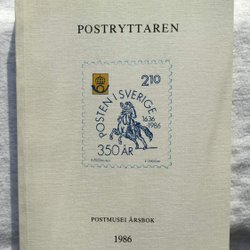 POSTRYTTAREN
2.10
POSTEN I SVERIGE
1636
1986
350 ÅR
POSTMUSEI ÅRSBOK
1986